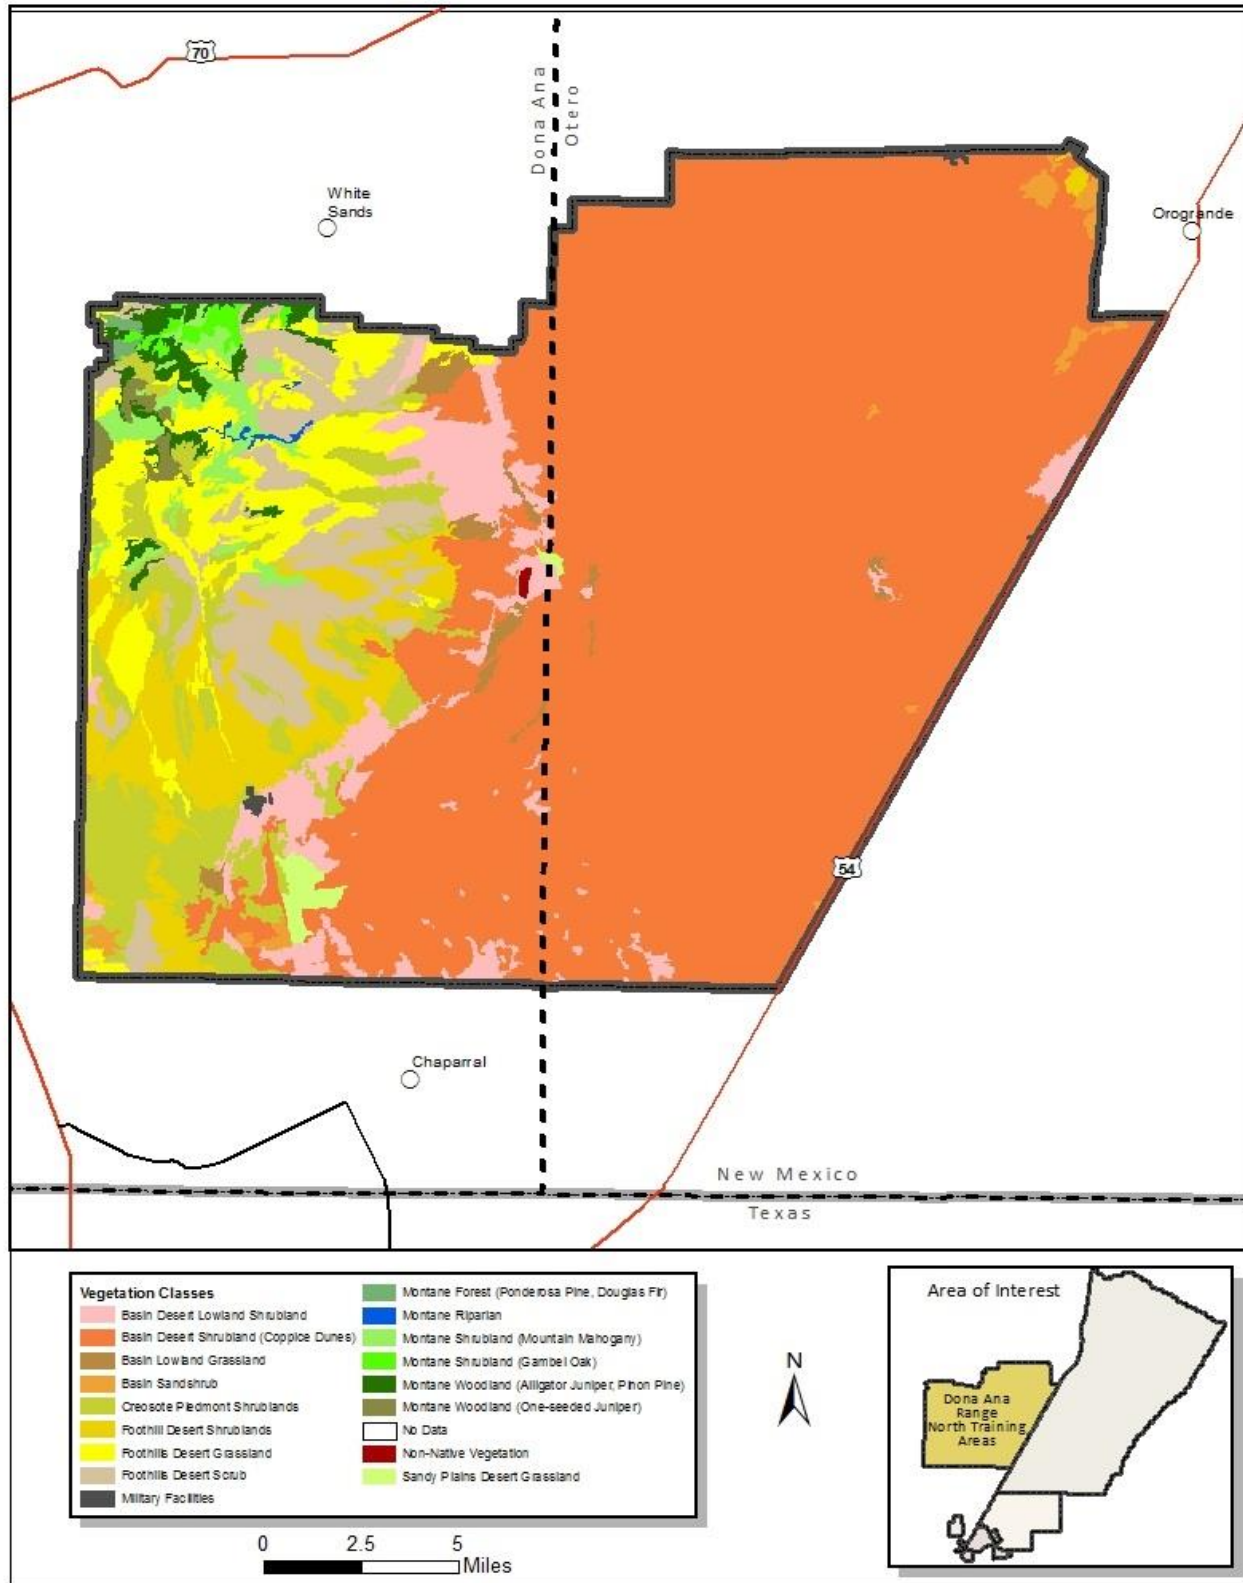 70
Dona Ana
Otero
White
Sands
Orogrande
54
Chaparral
New Mexico
Texas
Vegetation Classes
Basin Desert Lowland Shrubland
Basin Desert Shrubland (Coppice Dunes)
Basin Lowland Grassland
Basin Sandshrub
Creosote Piedmont Shrublands
Foothill Desert Shrublands
Foothills Desert Grassland
Foothills Desert Scrub
Military Facilities
Montane Forest (Ponderosa Pine, Douglas Fir)
Montane Riparian
Montane Shrubland (Mountain Mahogany)
Montane Shrubland (Gambel Oak)
Montane Woodland (Alligator Juniper, Pinon Pine)
Montane Woodland (One-seeded Juniper)
No Data
Non-Native Vegetation
Sandy Plains Desert Grassland
N
Area of Interest
Dona Ana
Range
North Training
Areas
0 2.5 5
Miles